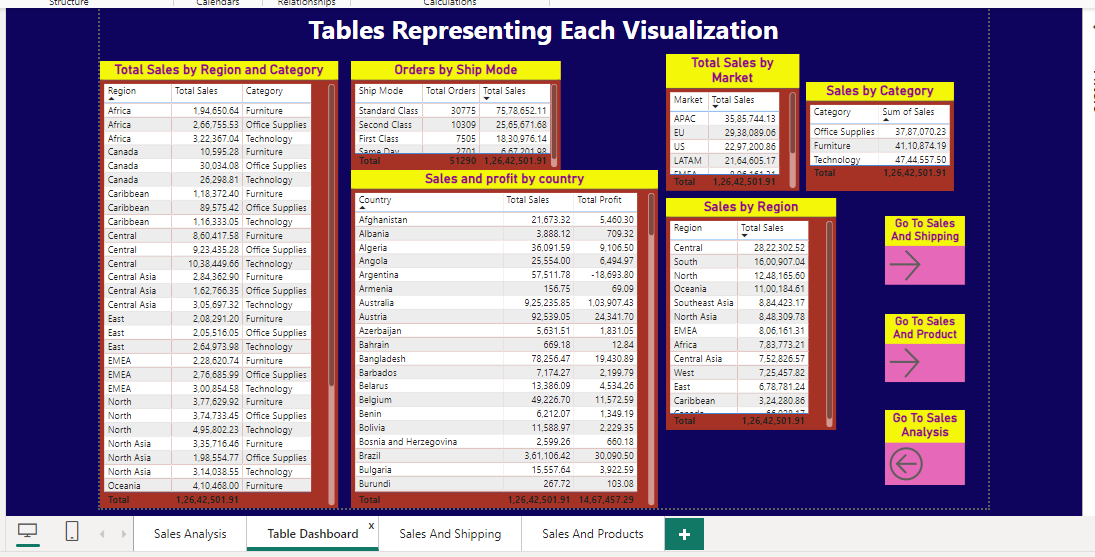 Structure Calendars Relationships Calculations
Tables Representing Each Visualization
Total Sales by Region and Category
Region Total Sales Category
Africa 1,94,650.64 Furniture
Africa 2,66,755.53 Office Supplies
Africa 3,22,367.04 Technology
Canada 10,595.28 Furniture
Canada 30,034.08 Office Supplies
Canada 26,298.81 Technology
Caribbean 1,18,372.40 Furniture
Caribbean 89,575.42 Office Supplies
Caribbean 1,16,333.05 Technology
Central 8,60,417.58 Furniture
Central 9,23,435.28 Office Supplies
Central 10,38,449.66 Technology
Central Asia 2,84,362.90 Furniture
Central Asia 1,62,766.35 Office Supplies
Central Asia 3,05,697.32 Technology
East 2,08,291.20 Furniture
East 2,05,516.05 Office Supplies
East 2,64,973.98 Technology
EMEA 2,28,620.74 Furniture
EMEA 2,76,685.99 Office Supplies
EMEA 3,00,854.58 Technology
North 3,77,629.92 Furniture
North 3,74,733.45 Office Supplies
North 4,95,802.23 Technology
North Asia 3,35,716.46 Furniture
North Asia 1,98,554.77 Office Supplies
North Asia 3,14,038.55 Technology
Oceania 4,10,468.00 Furniture
Total 1,26,42,501.91
Orders by Ship Mode
Ship Mode Total Orders Total Sales
Standard Class 30775 75,78,652.11
Second Class 10309 25,65,671.68
First Class 7505 18,30,976.14
Same Day 2701 6,67,201.98
Total 51290 1,26,42,501.91
Sales and profit by country
Country Total Sales Total Profit
Afghanistan 21,673.32 5,460.30
Albania 3,888.12 709.32
Algeria 36,091.59 9,106.50
Angola 25,554.00 6,494.97
Argentina 57,511.78 -18,693.80
Armenia 156.75 69.09
Australia 9,25,235.85 1,03,907.43
Austria 92,539.05 24,341.70
Azerbaijan 5,631.51 1,831.05
Bahrain 669.18 12.84
Bangladesh 78,256.47 19,430.89
Barbados 7,174.27 2,199.79
Belarus 13,386.09 4,534.26
Belgium 49,226.70 11,572.59
Benin 6,212.07 1,349.19
Bolivia 11,588.97 2,229.35
Bosnia and Herzegovina 2,599.26 660.18
Brazil 3,61,106.42 30,090.50
Bulgaria 15,557.64 3,922.59
Burundi 267.72 103.08
Total 1,26,42,501.91 14,67,457.29
Total Sales by
Market
Market Total Sales
APAC 35,85,744.13
EU 29,38,089.06
US 22,97,200.86
LATAM 21,64,605.17
Total 1,26,42,501.91
Sales by Category
Category Sum of Sales
Office Supplies 37,87,070.23
Furniture 41,10,874.19
Technology 47,44,557.50
Total 1,26,42,501.91
Sales by Region
Region Total Sales
Central 28,22,302.52
South 16,00,907.04
North 12,48,165.60
Oceania 11,00,184.61
Southeast Asia 8,84,423.17
North Asia 8,48,309.78
EMEA 8,06,161.31
Africa 7,83,773.21
Central Asia 7,52,826.57
West 7,25,457.82
East 6,78,781.24
Caribbean 3,24,280.86
Total 1,26,42,501.91
Go To Sales
And Shipping
Go To Sales
And Product
Go To Sales
Analysis
Sales Analysis Table Dashboard x Sales And Shipping Sales And Products +